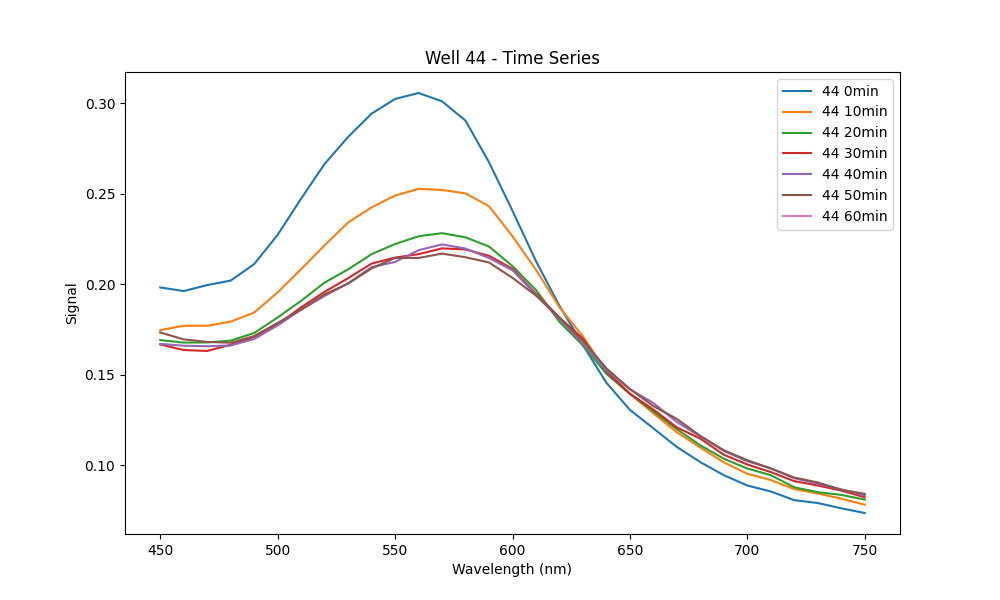 Well 44 - Time Series
44 0min
44 10min
44 20min
44 30min
44 40min
44 50min
44 60min
Signal
0.30
0.25
0.20
0.15
0.10
450 500 550 600 650 700 750
Wavelength (nm)